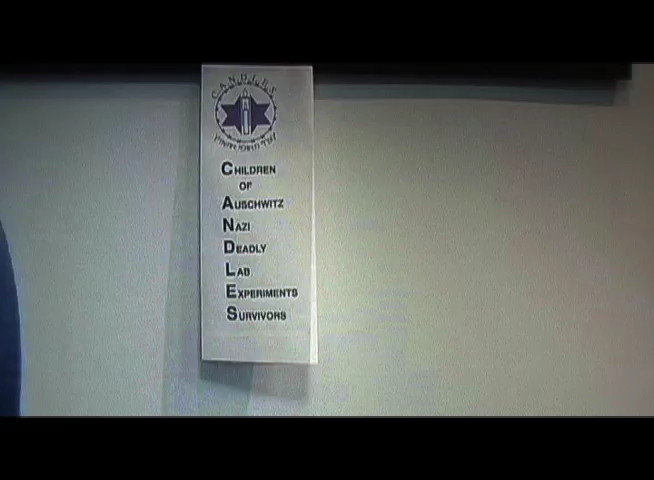 C.A.N.D.L.E.S.
CHILDREN
OF
AUSCHWITZ
NAZI
DEADLY
LAB
EXPERIMENTS
SURVIVORS